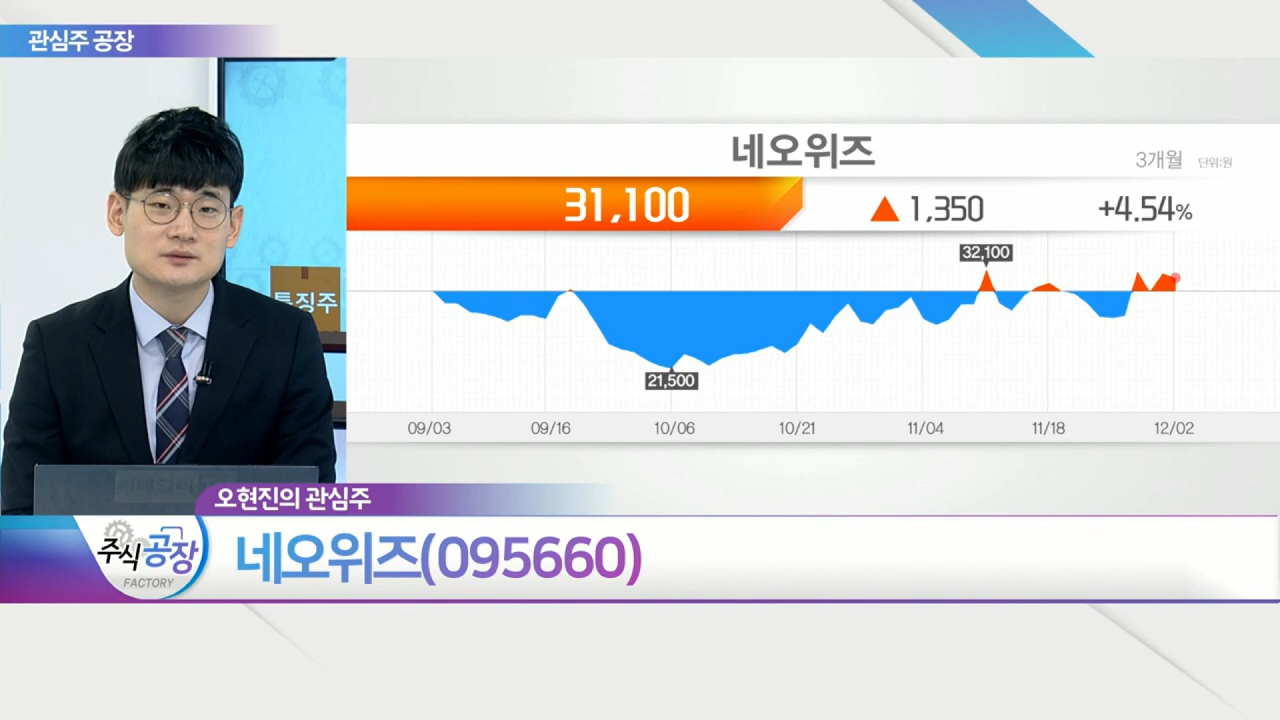 관심주 공장
네오위즈
3개월 단위:원
31,100 ▲ 1,350 +4.54%
32,100
특징주
21,500
09/03 09/16 10/06 10/21 11/04 11/18 12/02
오현진의 관심주
주식공장
FACTORY
네오위즈(095660)